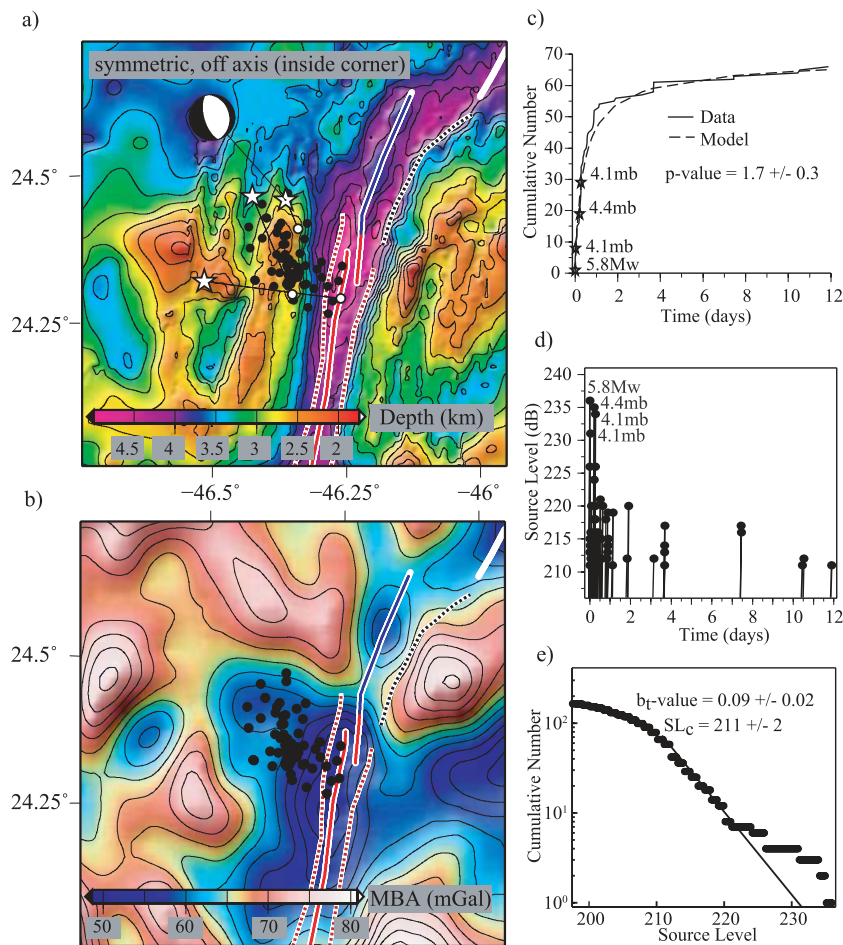 a)
symmetric, off axis (inside corner)
24.5°
24.25°
Depth (km)
4.5 4 3.5 3 2.5 2
−46.5° −46.25° −46°
b)
24.5°
24.25°
MBA (mGal)
50 60 70 80
c)
70
60
50
40
30
20
10
0
Cumulative Number
Data
Model
p-value = 1.7 +/- 0.3
4.1mb
4.4mb
4.1mb
5.8Mw
0 2 4 6 8 10 12
Time (days)
d)
240
235
230
225
220
215
210
Source Level (dB)
5.8Mw
4.4mb
4.1mb
4.1mb
0 2 4 6 8 10 12
Time (days)
e)
bt-value = 0.09 +/- 0.02
SLc = 211 +/- 2
10²
10¹
10⁰
Cumulative Number
200 210 220 230
Source Level